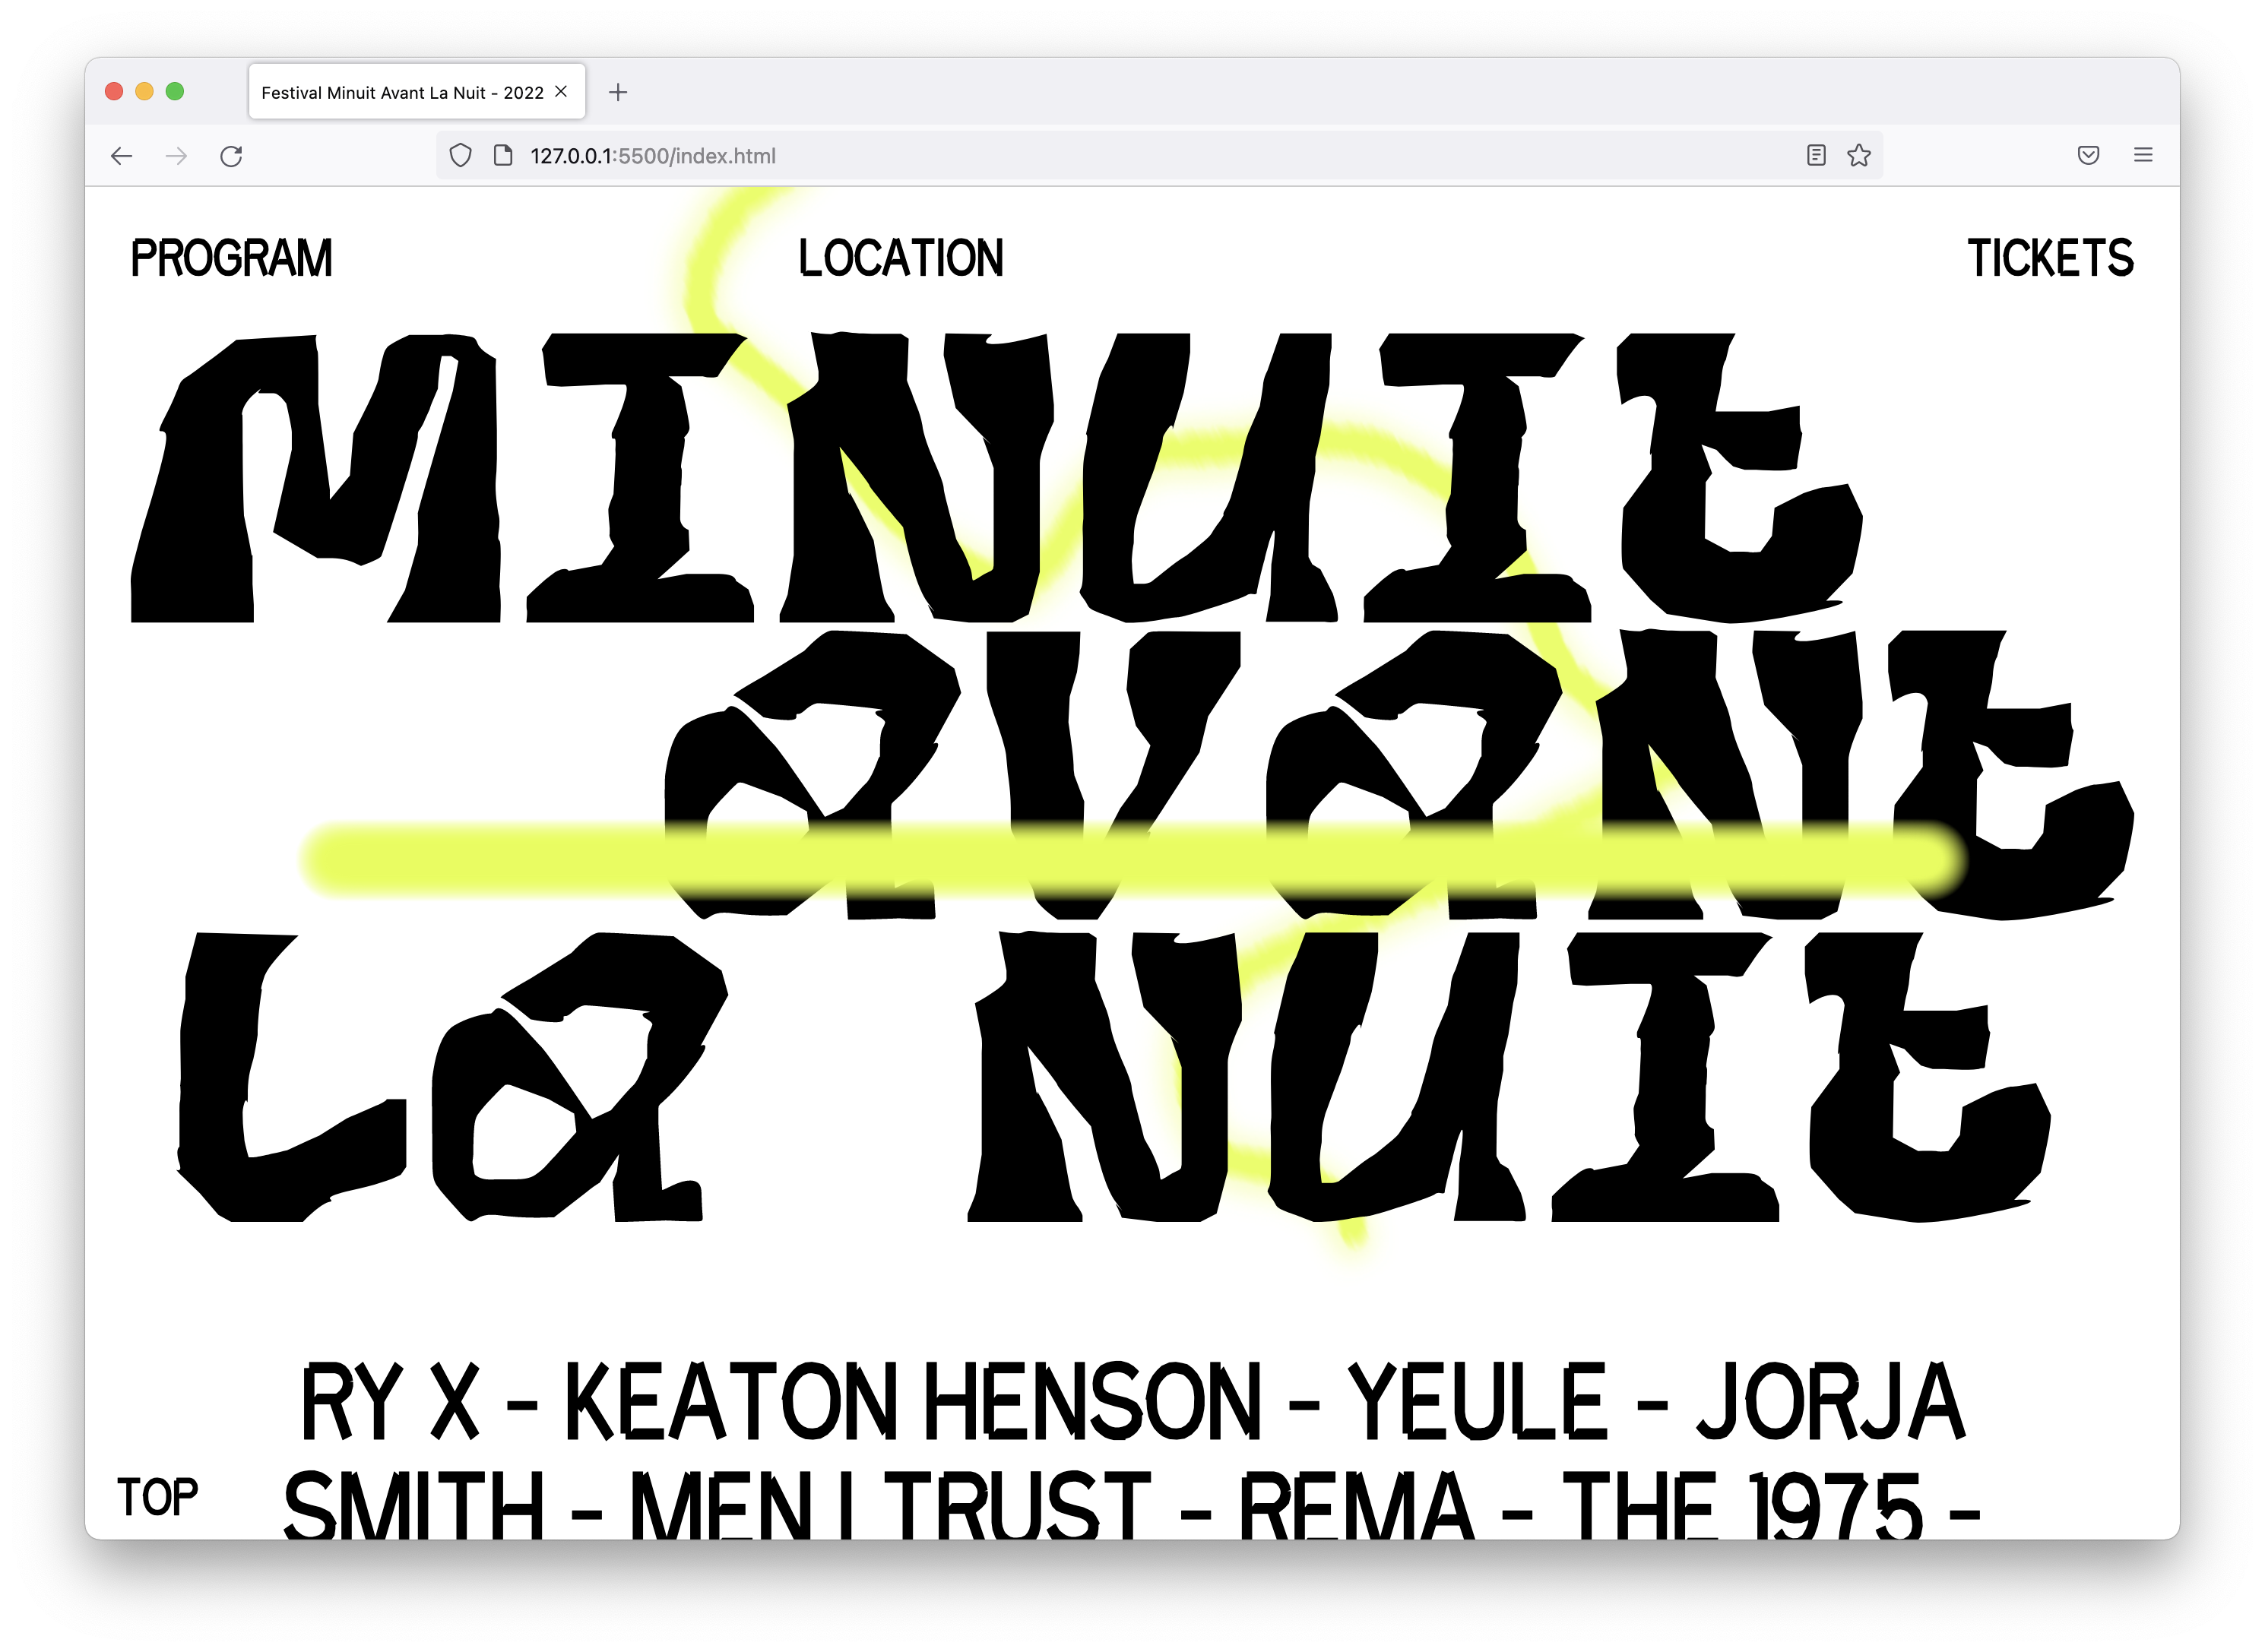 Festival Minuit Avant La Nuit - 2022
127.0.0.1:5500/index.html
PROGRAM LOCATION TICKETS
MINUIt
aVaNt
La NUIt
RY X - KEATON HENSON - YEULE - JORJA
SMITH - MEN I TRUST - REMA - THE 1975 -
TOP